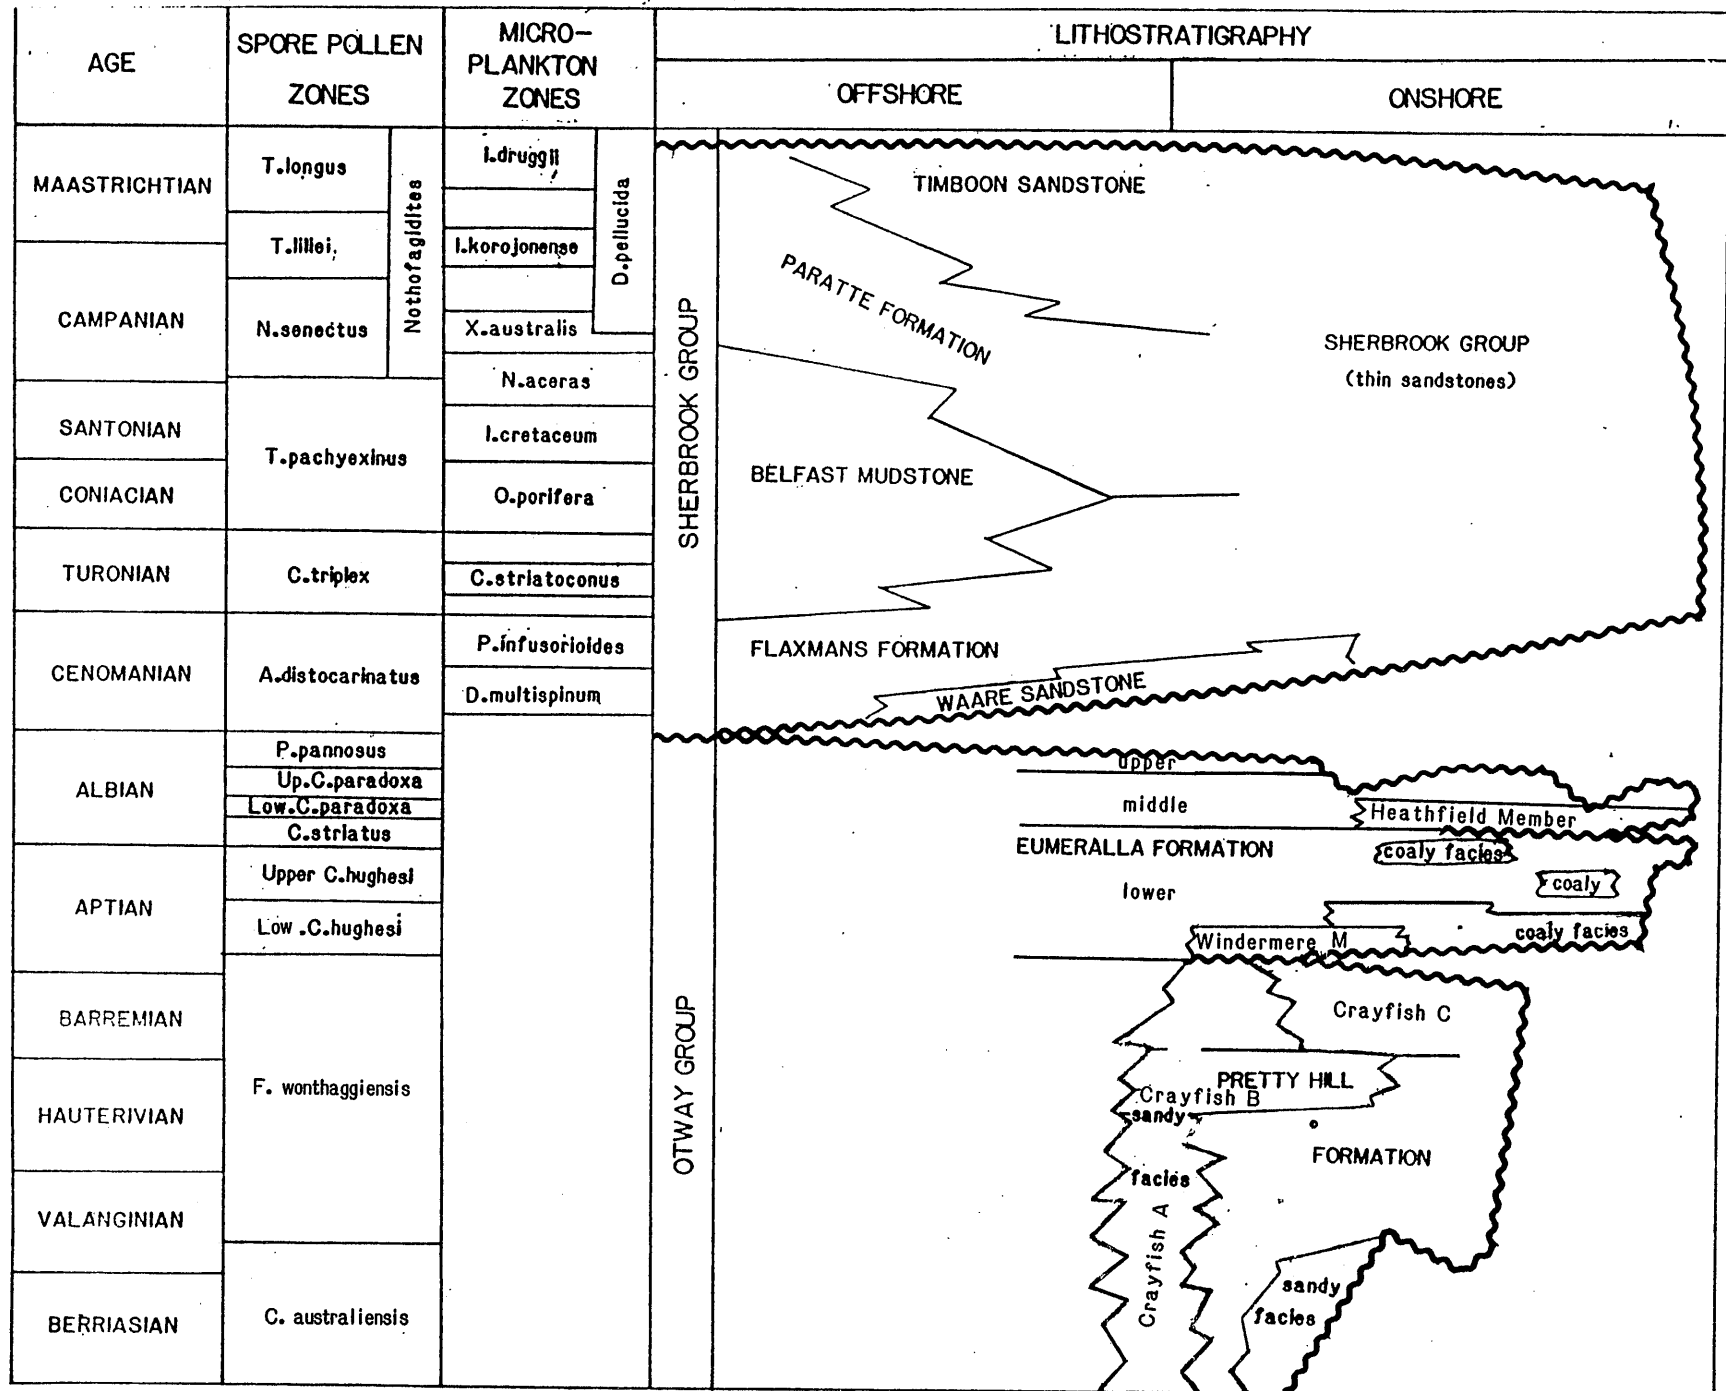 LITHOSTRATIGRAPHY
AGE
SPORE POLLEN
ZONES
MICRO-
PLANKTON
ZONES
OFFSHORE
ONSHORE
MAASTRICHTIAN
CAMPANIAN
SANTONIAN
CONIACIAN
TURONIAN
CENOMANIAN
ALBIAN
APTIAN
BARREMIAN
HAUTERIVIAN
VALANGINIAN
BERRIASIAN
T.longus
T.lillei
N.senectus
Nothofagidites
T.pachyexinus
C.triplex
A.distocarinatus
P.pannosus
Up.C.paradoxa
Low.C.paradoxa
C.striatus
Upper C.hughesi
Low.C.hughesi
F. wonthaggiensis
C. australiensis
I.druggii
I.korojonense
X.australis
D.pellucida
N.aceras
I.cretaceum
O.porifera
C.striatoconus
P.infusorioides
D.multispinum
SHERBROOK GROUP
OTWAY GROUP
TIMBOON SANDSTONE
PARATTE FORMATION
SHERBROOK GROUP
(thin sandstones)
BELFAST MUDSTONE
FLAXMANS FORMATION
WAARE SANDSTONE
upper
middle
Heathfield Member
EUMERALLA FORMATION
coaly facies
coaly
lower
coaly facies
Windermere M
Crayfish C
PRETTY HILL
Crayfish B
sandy
FORMATION
facies
Crayfish A
sandy
facies